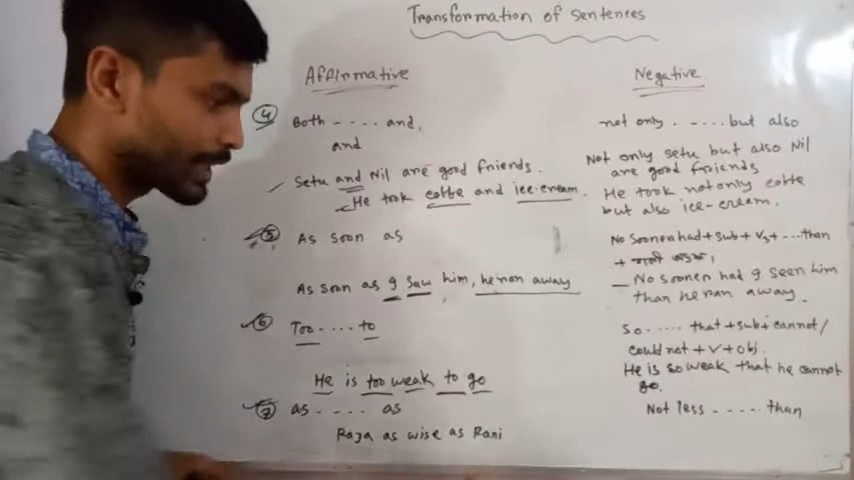 Transformation of sentences
Affirmative
Negative
④ Both - - - - and,
not only - - - - but also
and
Setu and Nil are good friends.
Not only setu but also Nil
are good friends
He took cobbe and ice-cream.
He took not only cobbe
but also ice-cream.
⑤ As soon as
No sooner had + sub + V3 + ... than
+
As soon as I saw him, he ran away
No sooner had I seen him
than he ran away.
⑥ Too .... to
So ..... that + sub + cannot/
could not + V + obj.
He is too weak to go
He is so weak that he cannot
go.
⑦ as - - - - as
Not less - - - - - than
Raja as wise as Rani